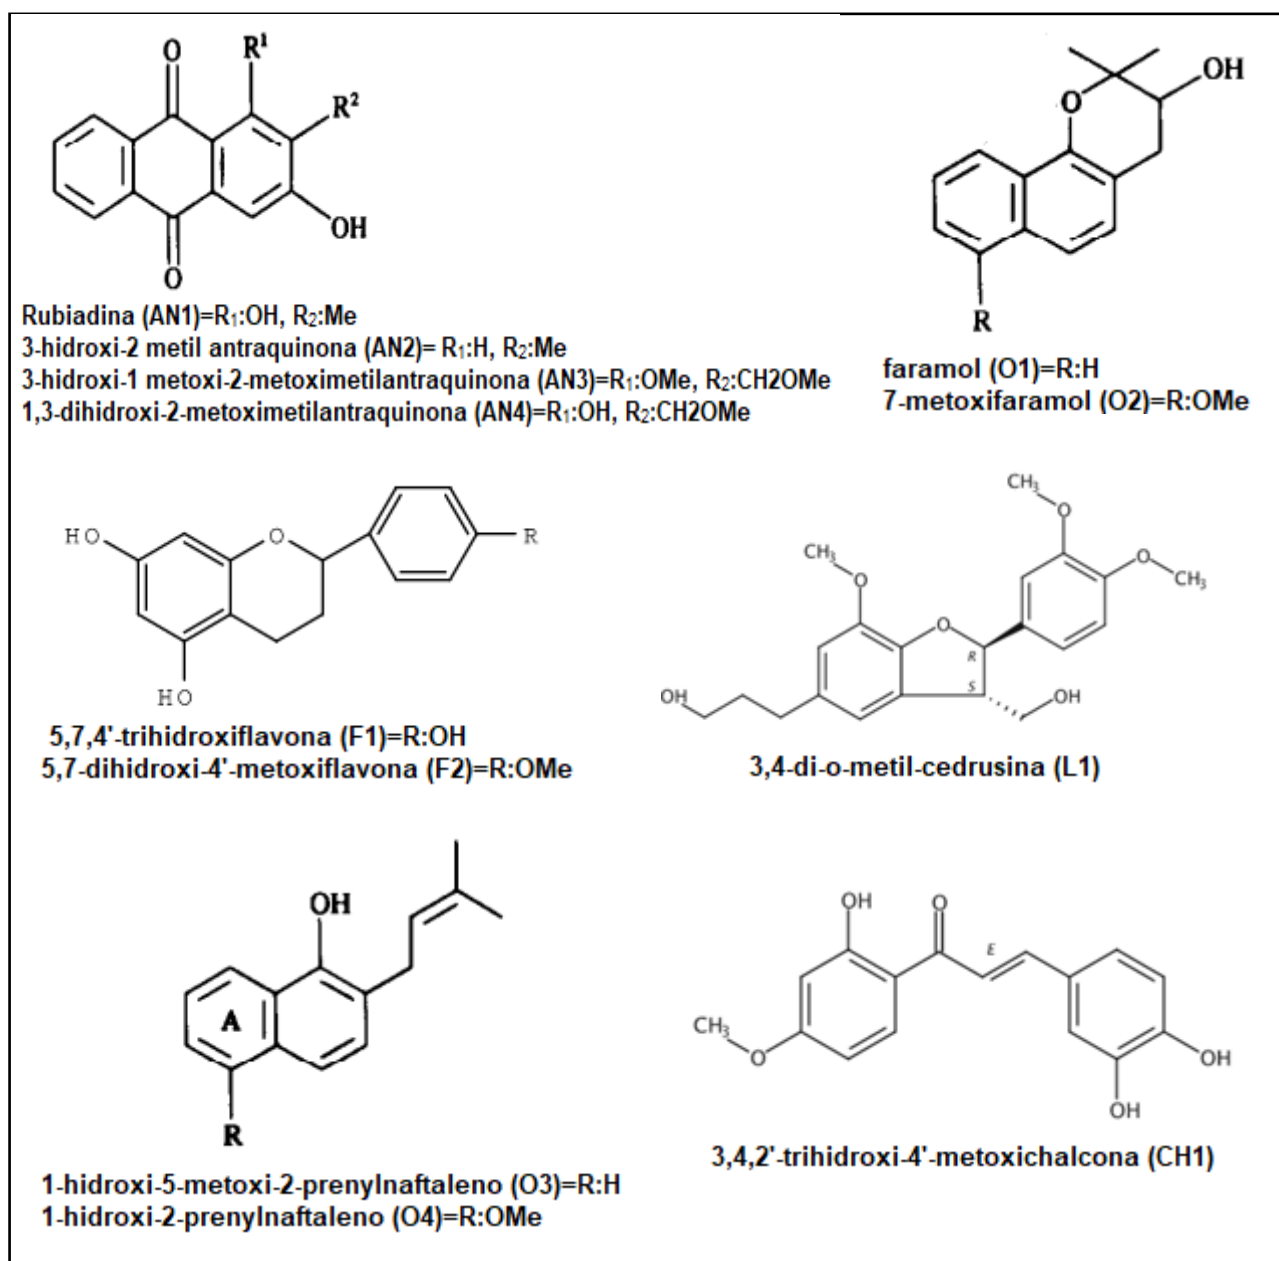 O
R¹
R²
OH
O
Rubiadina (AN1)=R₁:OH, R₂:Me
3-hidroxi-2 metil antraquinona (AN2)= R₁:H, R₂:Me
3-hidroxi-1 metoxi-2-metoximetilantraquinona (AN3)=R₁:OMe, R₂:CH2OMe
1,3-dihidroxi-2-metoximetilantraquinona (AN4)=R₁:OH, R₂:CH2OMe
OH
O
R
faramol (O1)=R:H
7-metoxifaramol (O2)=R:OMe
HO
O
R
HO
5,7,4'-trihidroxiflavona (F1)=R:OH
5,7-dihidroxi-4'-metoxiflavona (F2)=R:OMe
CH₃
O
CH₃
O
O
CH₃
O
R
S
OH
OH
3,4-di-o-metil-cedrusina (L1)
OH
A
R
1-hidroxi-5-metoxi-2-prenylnaftaleno (O3)=R:H
1-hidroxi-2-prenylnaftaleno (O4)=R:OMe
OH
O
E
CH₃
O
OH
OH
3,4,2'-trihidroxi-4'-metoxichalcona (CH1)